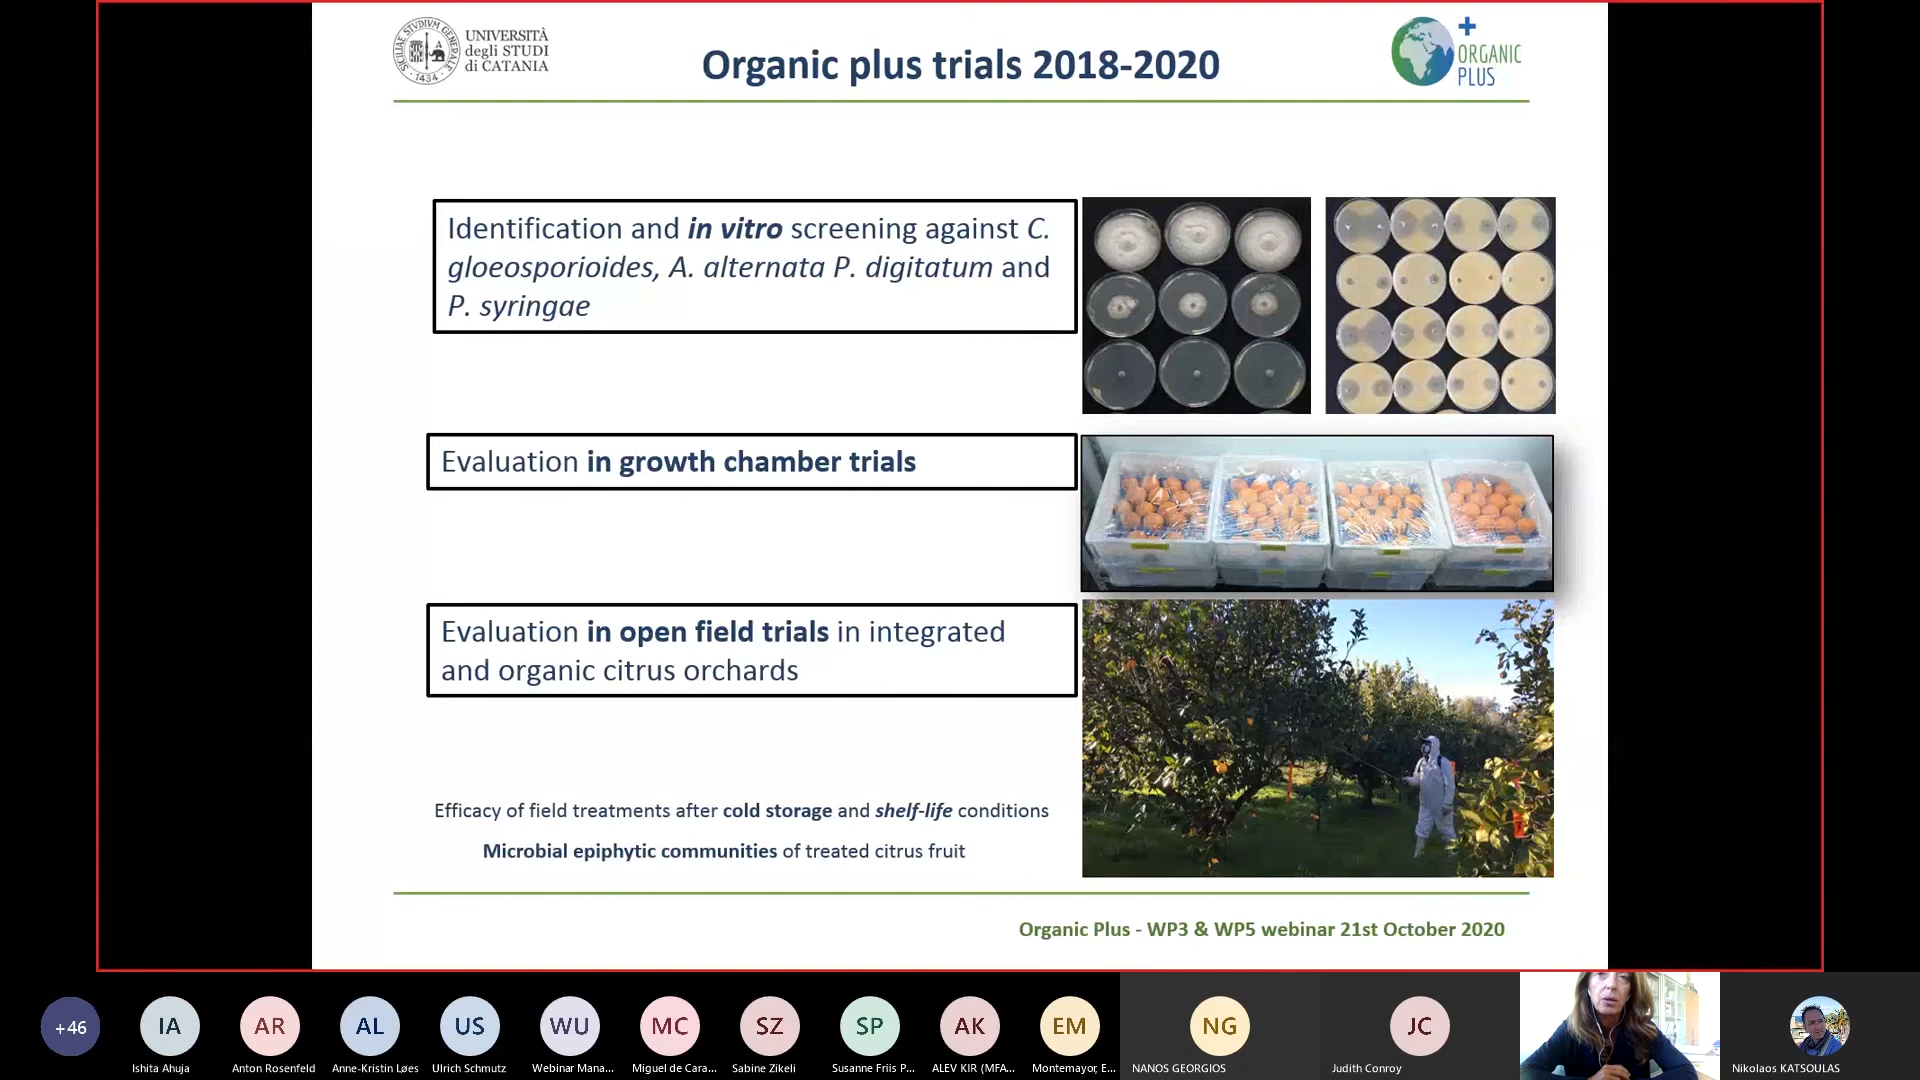 UNIVERSITÀ
degli STUDI
di CATANIA
SICILIAE STUDIUM GENERALE
1434
Organic plus trials 2018-2020
+
ORGANIC
PLUS
Identification and in vitro screening against C.
gloeosporioides, A. alternata P. digitatum and
P. syringae
Evaluation in growth chamber trials
Evaluation in open field trials in integrated
and organic citrus orchards
Efficacy of field treatments after cold storage and shelf-life conditions
Microbial epiphytic communities of treated citrus fruit
Organic Plus - WP3 & WP5 webinar 21st October 2020
+46
IA
AR
AL
US
WU
MC
SZ
SP
AK
EM
NG
JC
Ishita Ahuja
Anton Rosenfeld
Anne-Kristin Løes
Ulrich Schmutz
Webinar Mana...
Miguel de Cara...
Sabine Zikeli
Susanne Friis P...
ALEV KIR (MFA...
Montemayor, E...
NANOS GEORGIOS
Judith Conroy
Nikolaos KATSOULAS